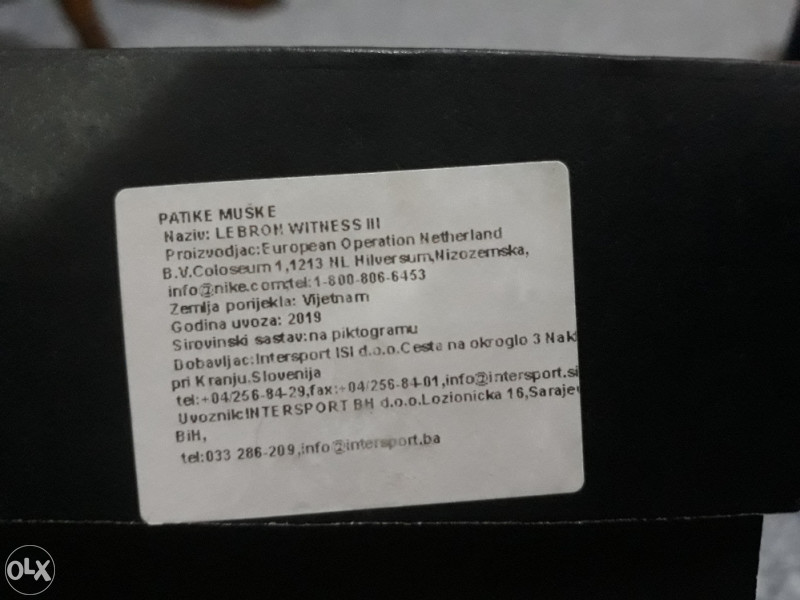 PATIKE MUŠKE
Naziv: LEBRON WITNESS III
Proizvodjac:European Operation Netherland
B.V.Coloseum 1,1213 NL Hilversum,Nizozemska,
info@nike.com;tel:1-800-806-6453
Zemlja porijekla: Vijetnam
Godina uvoza: 2019
Sirovinski sastav:na piktogramu
Dobavljac:Intersport ISI d.o.o.Cesta na okroglo 3 Nakl
pri Kranju,Slovenija
tel:+04/256-84-29,fax:+04/256-84-01,info@intersport.si
Uvoznik:INTERSPORT BH d.o.o.Lozionicka 16,Sarajev
BiH,
tel:033 286-209,info@intersport.ba
OLX